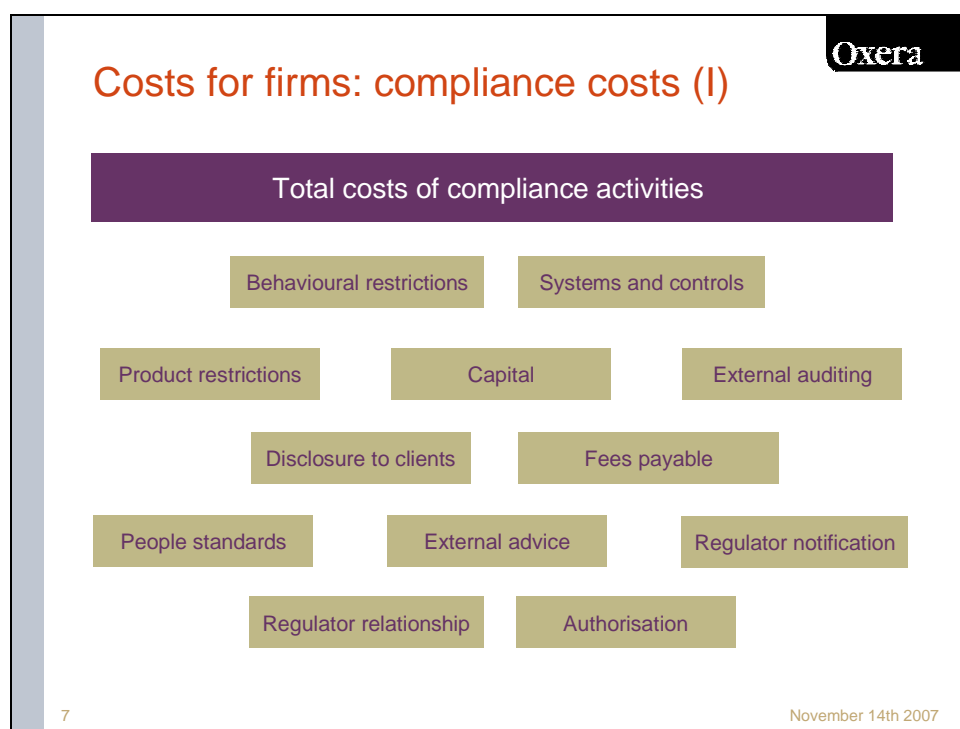 Oxera
Costs for firms: compliance costs (I)
Total costs of compliance activities
Behavioural restrictions
Systems and controls
Product restrictions
Capital
External auditing
Disclosure to clients
Fees payable
People standards
External advice
Regulator notification
Regulator relationship
Authorisation
7
November 14th 2007